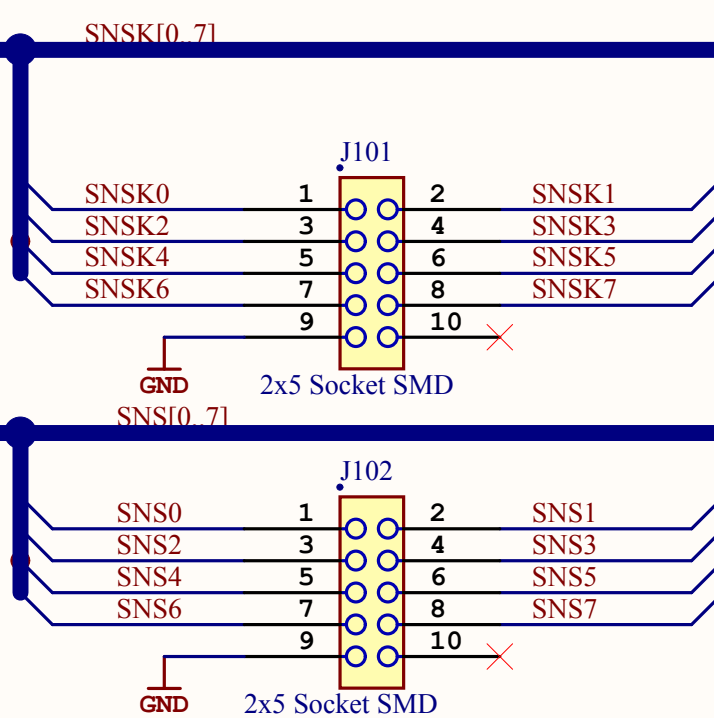 SNSK[0..7]
J101
SNSK0 1 2 SNSK1
SNSK2 3 4 SNSK3
SNSK4 5 6 SNSK5
SNSK6 7 8 SNSK7
9 10
GND 2x5 Socket SMD
SNS[0..7]
J102
SNS0 1 2 SNS1
SNS2 3 4 SNS3
SNS4 5 6 SNS5
SNS6 7 8 SNS7
9 10
GND 2x5 Socket SMD